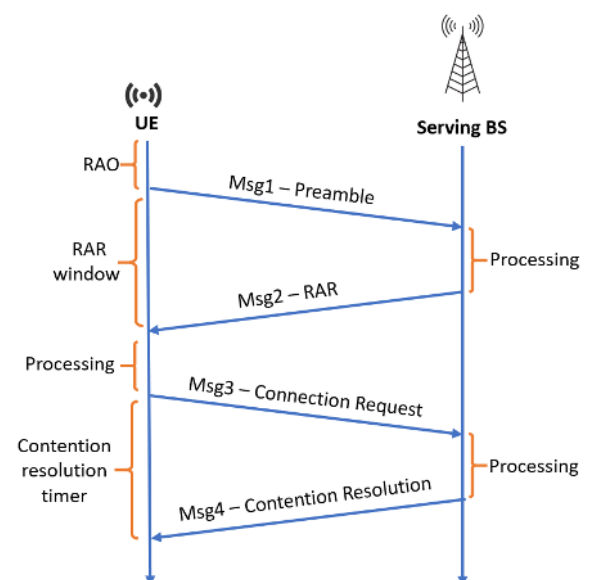 UE
Serving BS
RAO
Msg1 – Preamble
RAR
window
Processing
Msg2 – RAR
Processing
Msg3 – Connection Request
Contention
resolution
timer
Processing
Msg4 – Contention Resolution